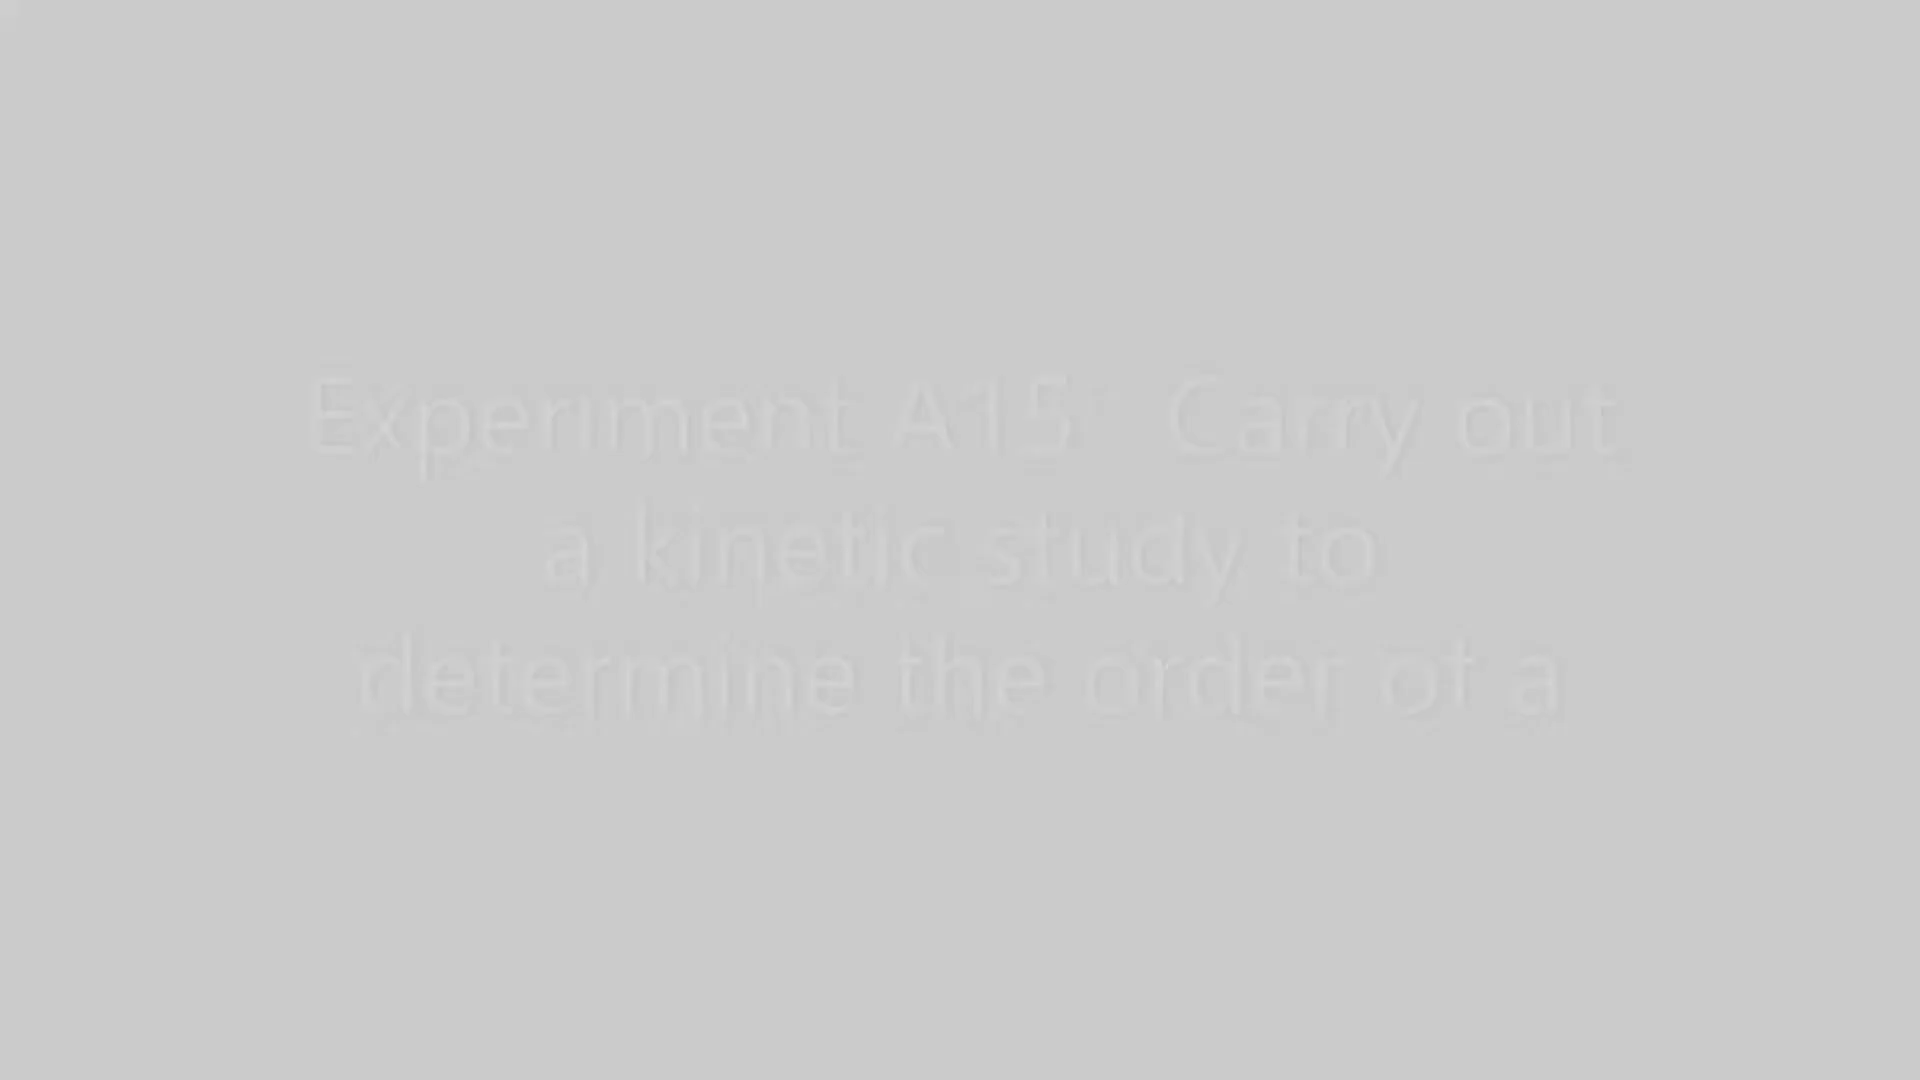 Experiment A15: Carry out
a kinetic study to
determine the order of a